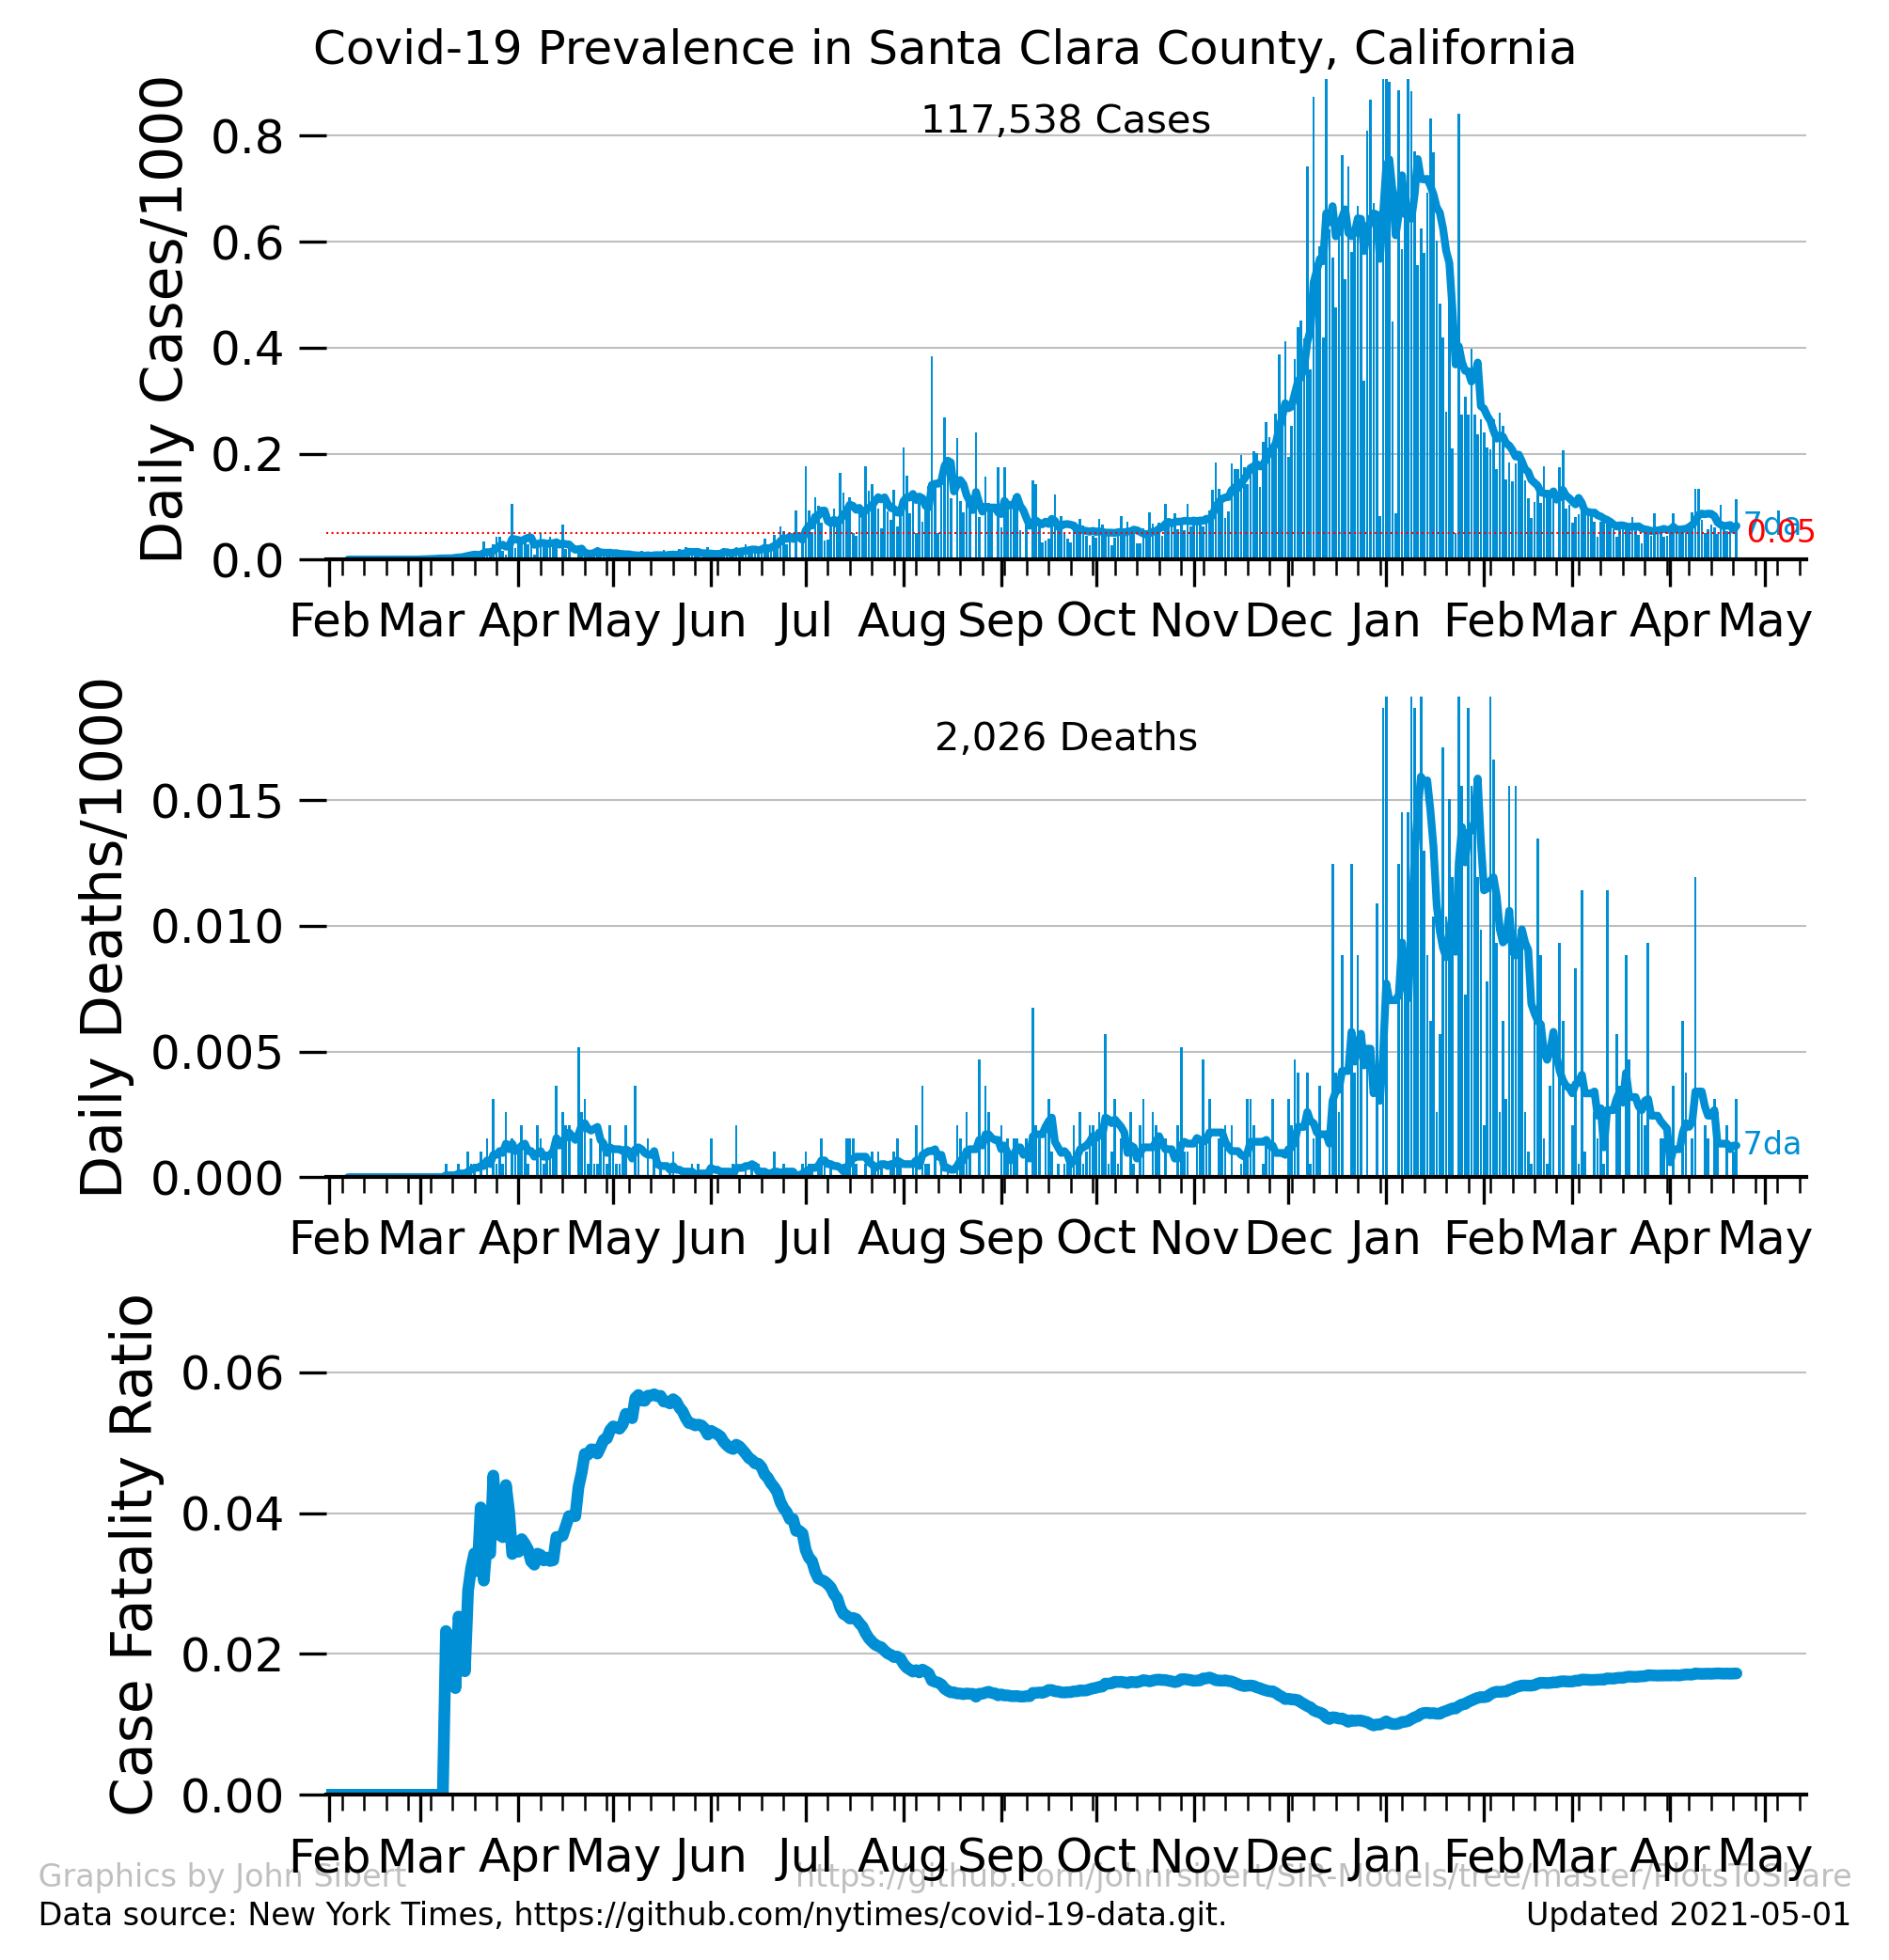 Covid-19 Prevalence in Santa Clara County, California
Daily Cases/1000
117,538 Cases
0.8
0.6
0.4
0.2
0.0
7da
0.05
Feb Mar Apr May Jun Jul Aug Sep Oct Nov Dec Jan Feb Mar Apr May
Daily Deaths/1000
2,026 Deaths
0.015
0.010
0.005
0.000
7da
Feb Mar Apr May Jun Jul Aug Sep Oct Nov Dec Jan Feb Mar Apr May
Case Fatality Ratio
0.06
0.04
0.02
0.00
Feb Mar Apr May Jun Jul Aug Sep Oct Nov Dec Jan Feb Mar Apr May
Graphics by John Sibert https://github.com/johnrsibert/SIR-Models/tree/master/PlotsToShare
Data source: New York Times, https://github.com/nytimes/covid-19-data.git. Updated 2021-05-01